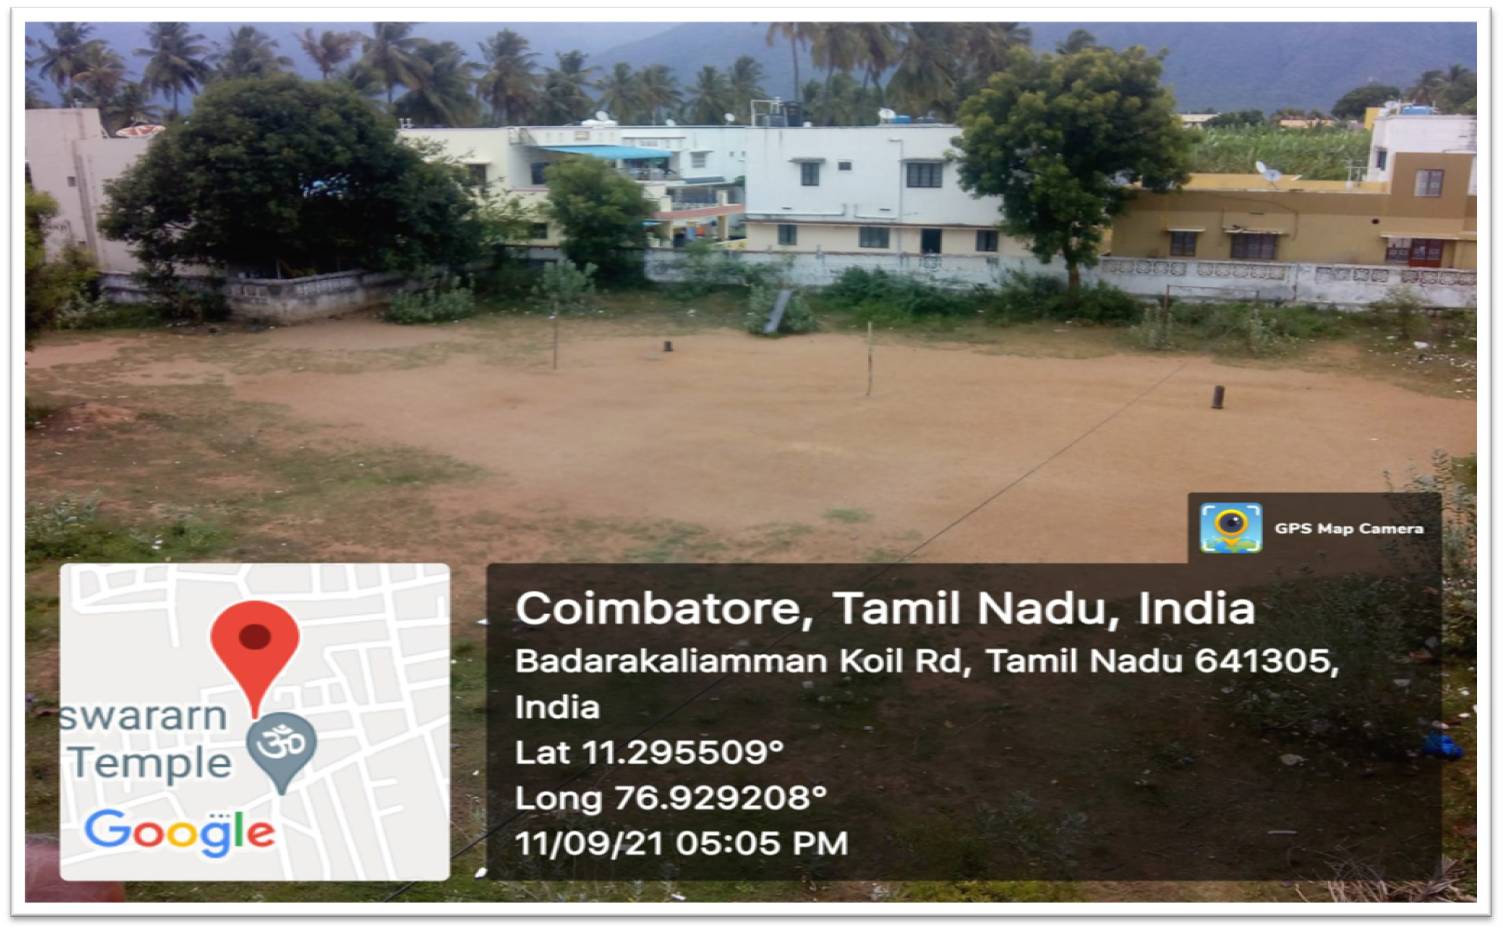 GPS Map Camera
Coimbatore, Tamil Nadu, India
Badarakaliamman Koil Rd, Tamil Nadu 641305,
India
Lat 11.295509°
Long 76.929208°
11/09/21 05:05 PM
swararn
Temple
ॐ
Google